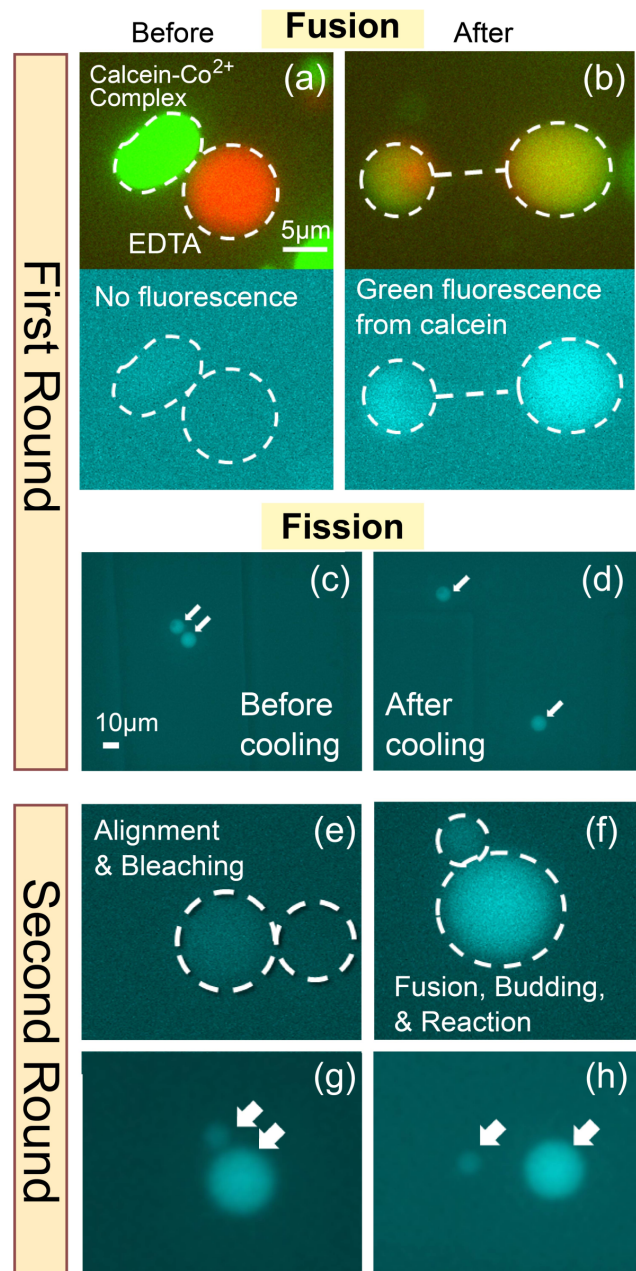 Before
Fusion
After
First Round
Calcein-Co²⁺
Complex
(a)
EDTA
5μm
(b)
No fluorescence
Green fluorescence
from calcein
Fission
(c)
10μm
Before
cooling
(d)
After
cooling
Second Round
Alignment
& Bleaching
(e)
(f)
Fusion, Budding,
& Reaction
(g)
(h)